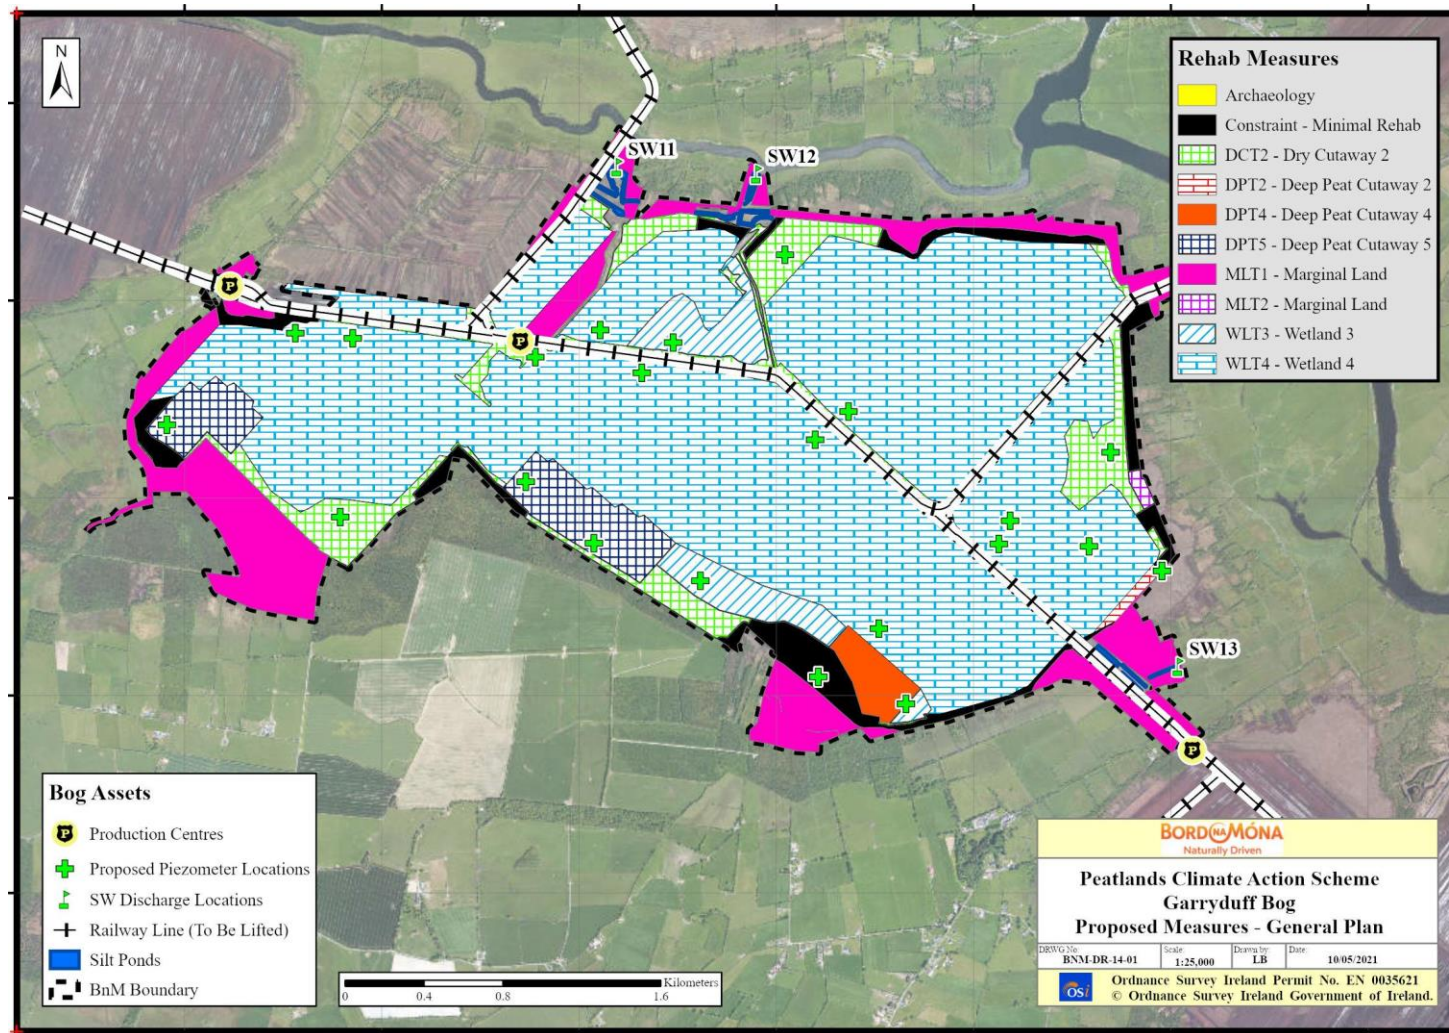 N
SW11
SW12
Rehab Measures
Archaeology
Constraint - Minimal Rehab
DCT2 - Dry Cutaway 2
DPT2 - Deep Peat Cutaway 2
DPT4 - Deep Peat Cutaway 4
DPT5 - Deep Peat Cutaway 5
MLT1 - Marginal Land
MLT2 - Marginal Land
WLT3 - Wetland 3
WLT4 - Wetland 4
P
P
SW13
P
Bog Assets
P Production Centres
Proposed Piezometer Locations
SW Discharge Locations
Railway Line (To Be Lifted)
Silt Ponds
BnM Boundary
Kilometers
0 0.4 0.8 1.6
BORD NA MÓNA
Naturally Driven
Peatlands Climate Action Scheme
Garryduff Bog
Proposed Measures - General Plan
DRWG No: Scale: Drawn by: Date:
BNM-DR-14-01 1:25,000 LB 10/05/2021
OSi
Ordnance Survey Ireland Permit No. EN 0035621
© Ordnance Survey Ireland Government of Ireland.